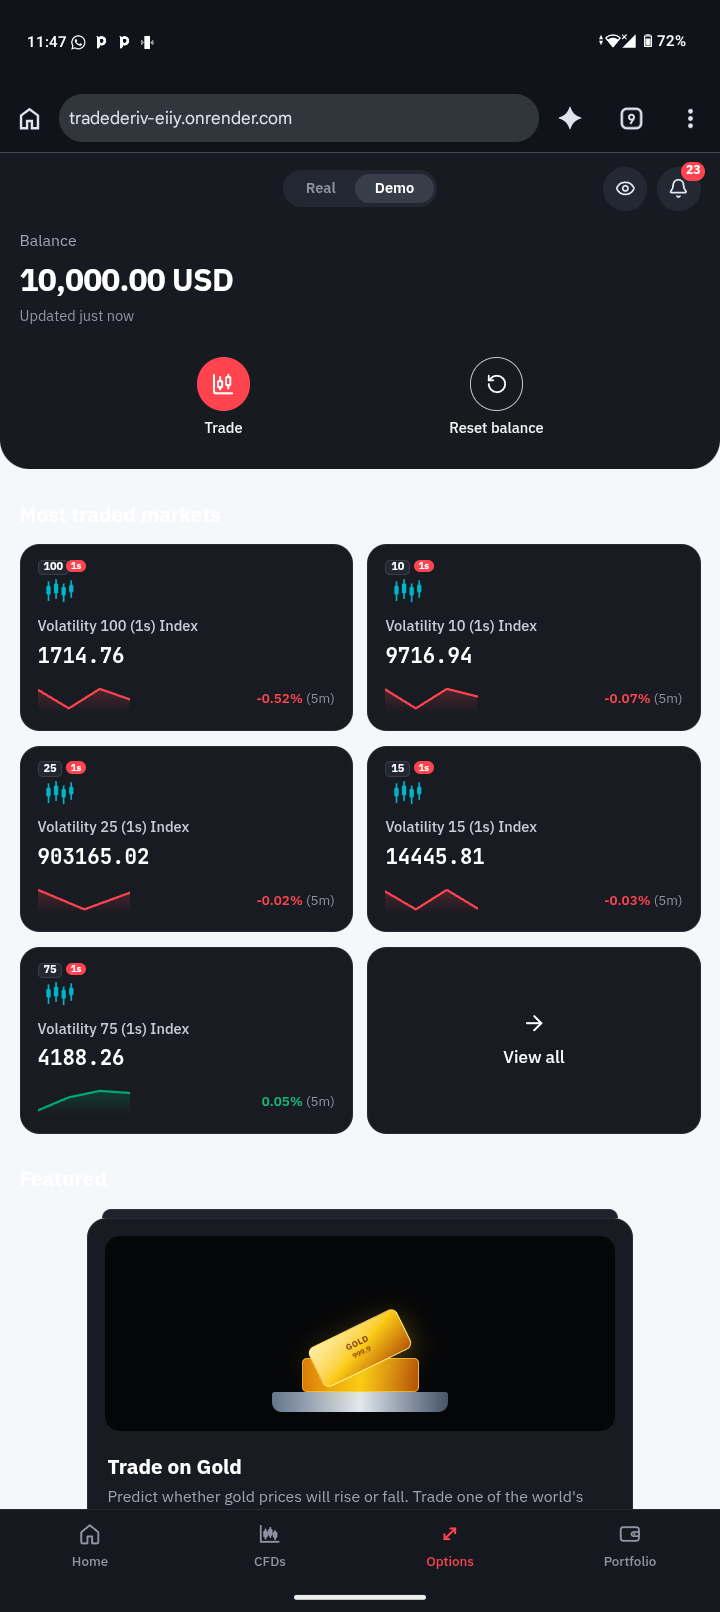 11:47
72%
tradederiv-eiiy.onrender.com
9
Real
Demo
23
Balance
10,000.00 USD
Updated just now
Trade
Reset balance
Most traded markets
100 1s
Volatility 100 (1s) Index
1714.76
-0.52% (5m)
10 1s
Volatility 10 (1s) Index
9716.94
-0.07% (5m)
25 1s
Volatility 25 (1s) Index
903165.02
-0.02% (5m)
15 1s
Volatility 15 (1s) Index
14445.81
-0.03% (5m)
75 1s
Volatility 75 (1s) Index
4188.26
0.05% (5m)
View all
Featured
GOLD
999.9
Trade on Gold
Predict whether gold prices will rise or fall. Trade one of the world's
Home
CFDs
Options
Portfolio